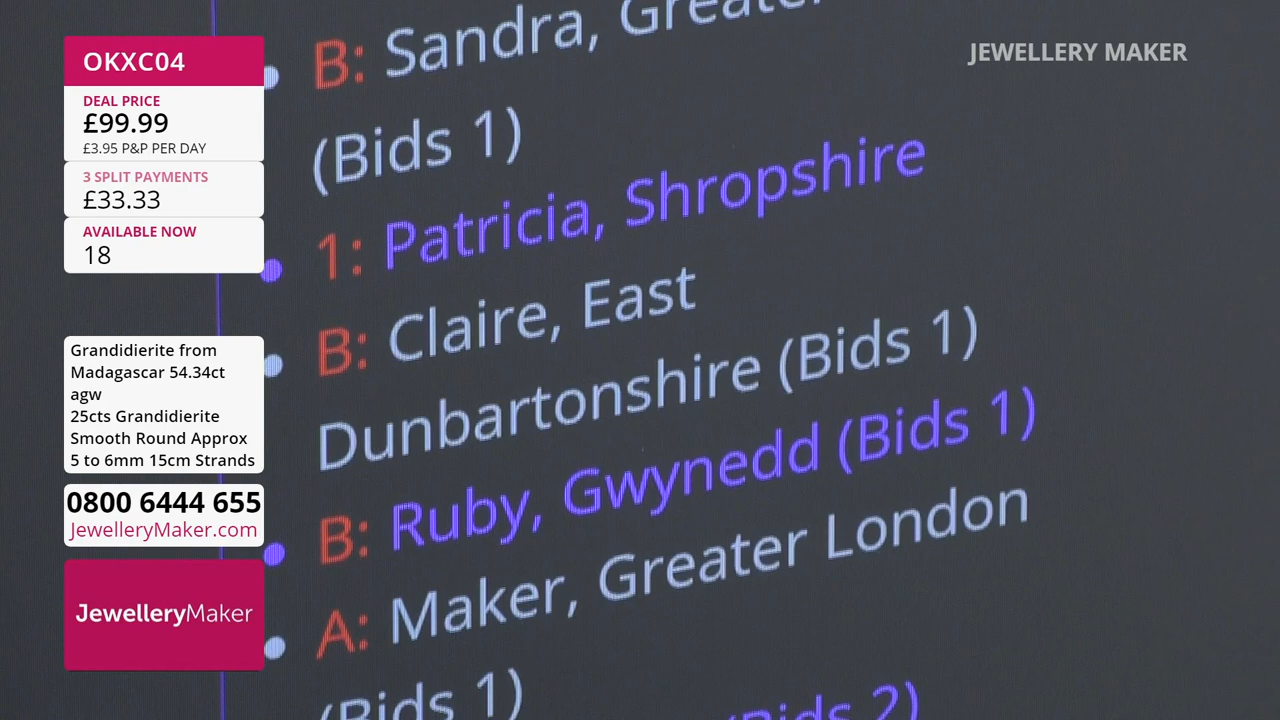 OKXC04
DEAL PRICE
£99.99
£3.95 P&P PER DAY
3 SPLIT PAYMENTS
£33.33
AVAILABLE NOW
18
Grandidierite from
Madagascar 54.34ct
agw
25cts Grandidierite
Smooth Round Approx
5 to 6mm 15cm Strands
0800 6444 655
JewelleryMaker.com
JewelleryMaker
JEWELLERY MAKER
B: Sandra, Greater
(Bids 1)
1: Patricia, Shropshire
B: Claire, East
Dunbartonshire (Bids 1)
B: Ruby, Gwynedd (Bids 1)
A: Maker, Greater London
(Bids 1)
(Bids 2)